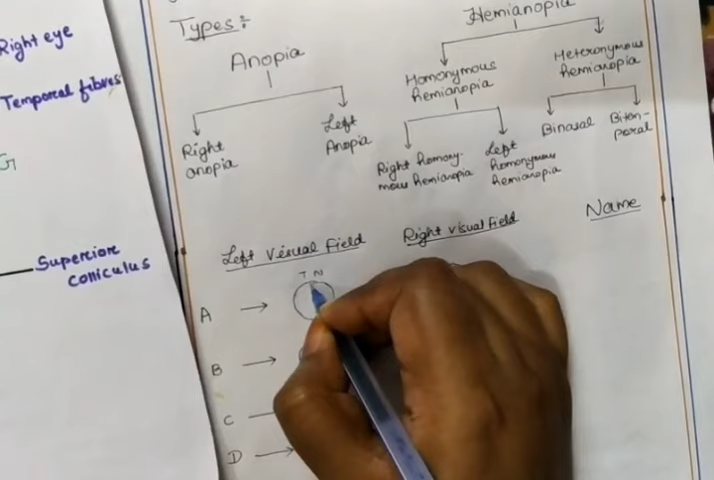 Right eye
Temporal fibres
G
Superior
colliculus
Types:
Anopia
Right
anopia
Left
Anopia
Hemianopia
Homonymous
hemianopia
Right homony-
mous hemianopia
Left
homonymous
hemianopia
Heteronymous
hemianopia
Binasal
Bitem-
poral
Left Visual Field
Right visual field
Name
T N
A
B
C
D